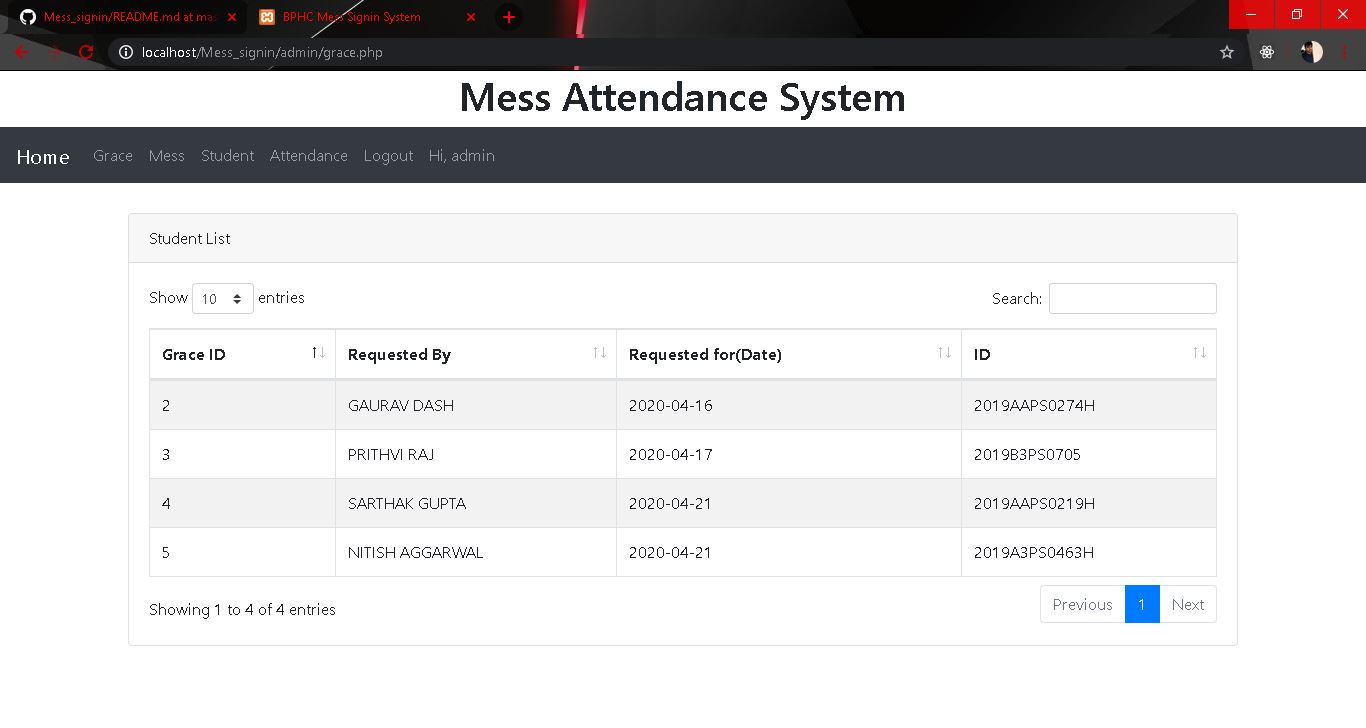 Mess_signin/README.md at mas
BPHC Mess Signin System
localhost/Mess_signin/admin/grace.php
Mess Attendance System
Home Grace Mess Student Attendance Logout Hi, admin
Student List
Show 10 entries Search:
Grace ID Requested By Requested for(Date) ID
2 GAURAV DASH 2020-04-16 2019AAPS0274H
3 PRITHVI RAJ 2020-04-17 2019B3PS0705
4 SARTHAK GUPTA 2020-04-21 2019AAPS0219H
5 NITISH AGGARWAL 2020-04-21 2019A3PS0463H
Showing 1 to 4 of 4 entries Previous 1 Next